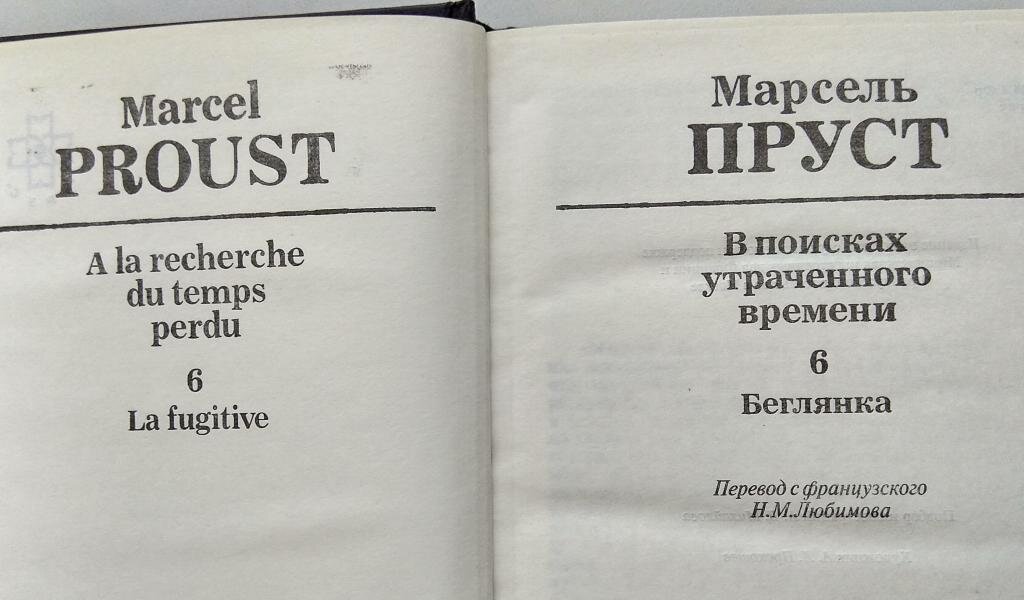 Marcel
PROUST
A la recherche
du temps
perdu
6
La fugitive
Марсель
ПРУСТ
В поисках
утраченного
времени
6
Беглянка
Перевод с французского
Н.М.Любимова